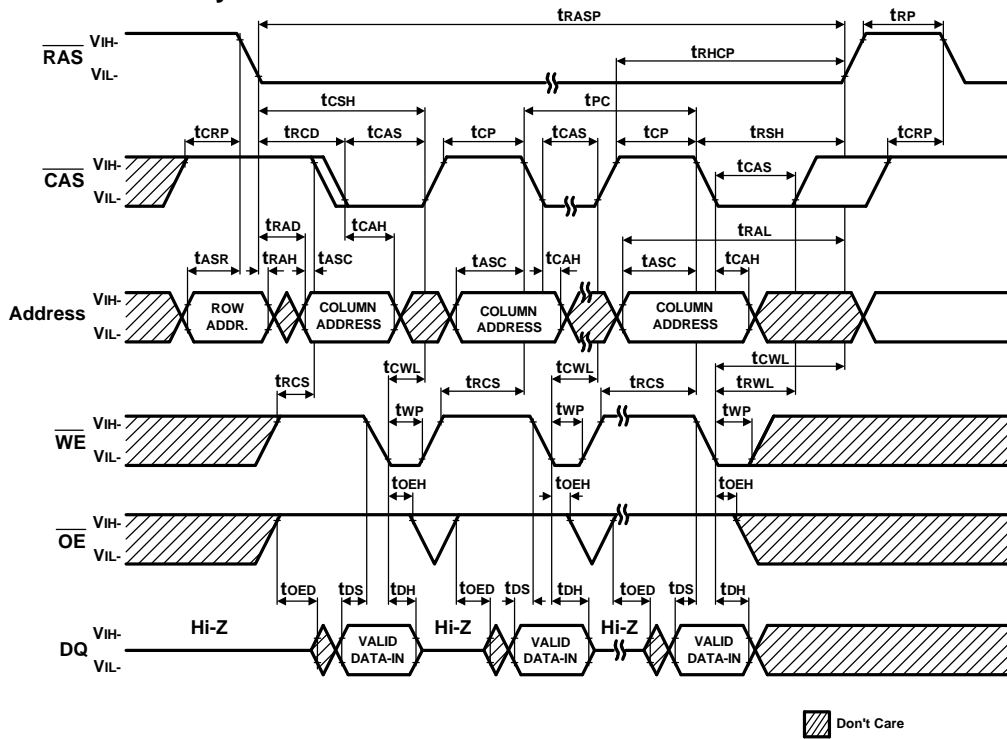 tRASP tRP
RAS VIH-
VIL-
tRHCP
tCSH tPC
tCRP tRCD tCAS tCP tCAS tCP tRSH tCRP
CAS VIH-
VIL-
tCAS
tRAD tCAH tRAL
tASR tRAH tASC tASC tCAH tASC tCAH
Address VIH-
VIL-
ROW ADDR.
COLUMN ADDRESS
COLUMN ADDRESS
COLUMN ADDRESS
tCWL tCWL tCWL
tRCS tRCS tRCS tRWL
tWP tWP tWP
WE VIH-
VIL-
tOEH tOEH tOEH
OE VIH-
VIL-
tOED tDS tDH tOED tDS tDH tOED tDS tDH
DQ VIH-
VIL-
Hi-Z VALID DATA-IN Hi-Z VALID DATA-IN Hi-Z VALID DATA-IN
Don't Care